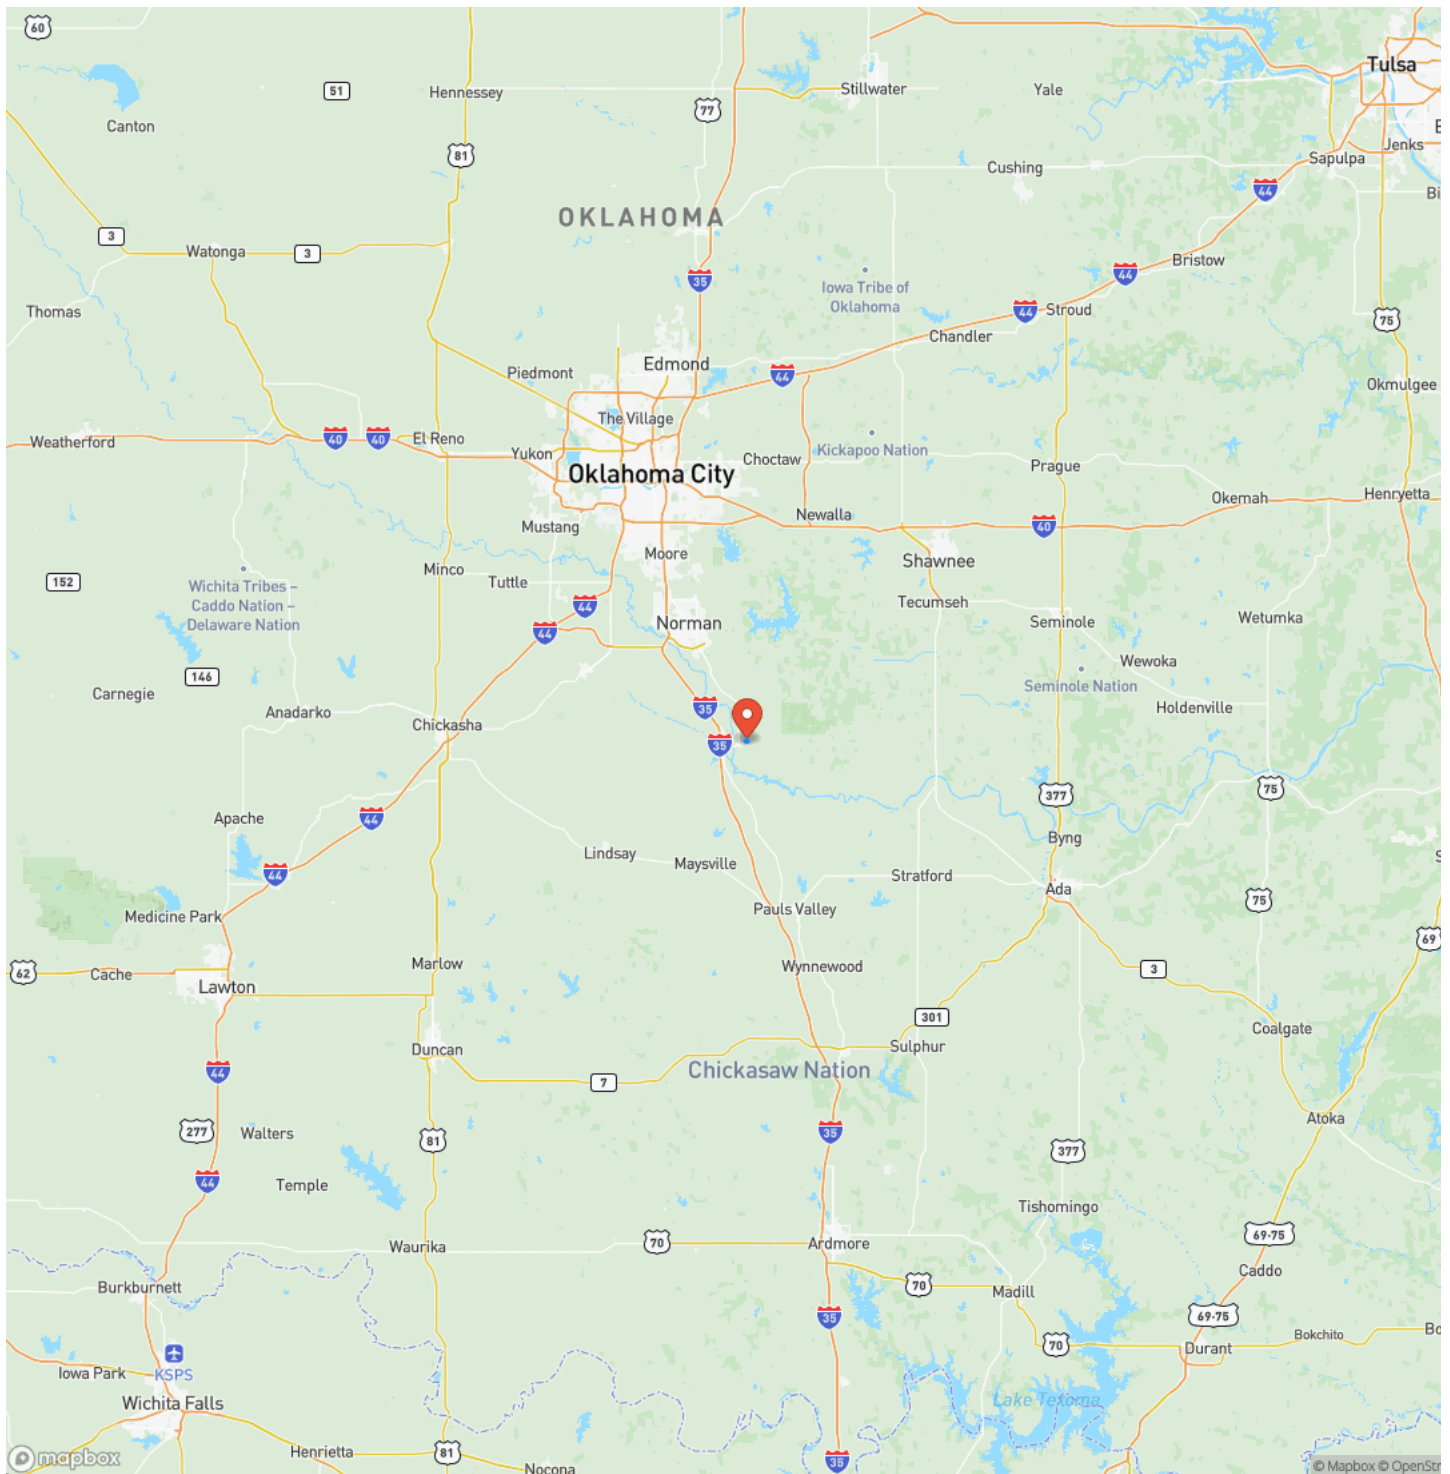 60
Tulsa
51
Hennessey
Stillwater
Yale
77
Canton
E
Jenks
81
Sapulpa
Cushing
44
Bi
OKLAHOMA
3
Watonga
3
Bristow
44
35
Iowa Tribe of
Oklahoma
Thomas
44
Stroud
75
Chandler
Edmond
Piedmont
44
Okmulgee
The Village
Weatherford
40
40
El Reno
Yukon
Choctaw
Kickapoo Nation
Prague
Oklahoma City
Okemah
Henryetta
Newalla
Mustang
40
Moore
Shawnee
Minco
Tuttle
152
Wichita Tribes –
Caddo Nation –
Delaware Nation
44
Tecumseh
Norman
Seminole
Wetumka
44
Wewoka
146
Seminole Nation
Carnegie
Anadarko
35
Holdenville
Chickasha
35
75
377
Apache
44
Byng
Lindsay
Maysville
44
Stratford
Ada
S
Medicine Park
Pauls Valley
75
69
62
Cache
Marlow
Wynnewood
3
Lawton
301
Coalgate
Duncan
Sulphur
44
7
Chickasaw Nation
Atoka
277
Walters
81
35
377
44
Temple
Tishomingo
Waurika
70
Ardmore
69-75
Caddo
Burkburnett
70
Madill
35
69-75
Bokchito
Bo
70
Durant
KSPS
Iowa Park
Wichita Falls
Lake Texoma
Henrietta
81
35
Nocona
mapbox
© Mapbox © OpenStr